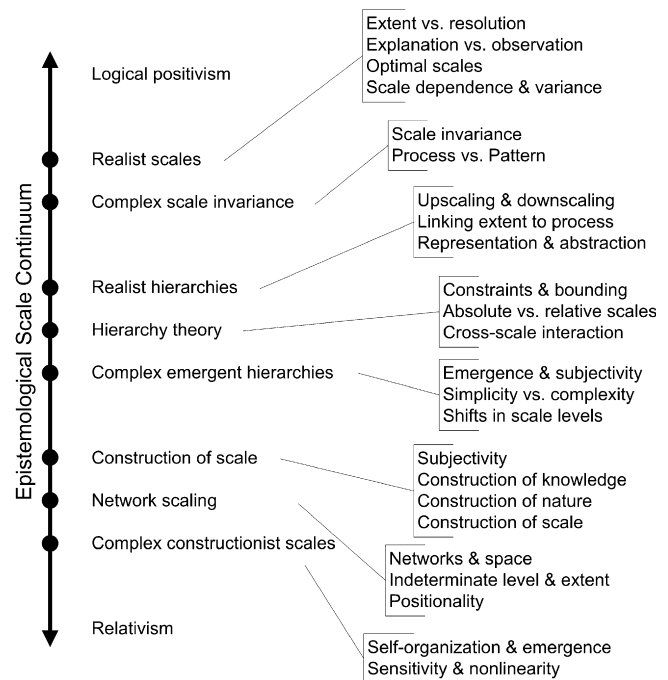 Epistemological Scale Continuum
Logical positivism
Realist scales
Complex scale invariance
Realist hierarchies
Hierarchy theory
Complex emergent hierarchies
Construction of scale
Network scaling
Complex constructionist scales
Relativism
Extent vs. resolution
Explanation vs. observation
Optimal scales
Scale dependence & variance
Scale invariance
Process vs. Pattern
Upscaling & downscaling
Linking extent to process
Representation & abstraction
Constraints & bounding
Absolute vs. relative scales
Cross-scale interaction
Emergence & subjectivity
Simplicity vs. complexity
Shifts in scale levels
Subjectivity
Construction of knowledge
Construction of nature
Construction of scale
Networks & space
Indeterminate level & extent
Positionality
Self-organization & emergence
Sensitivity & nonlinearity